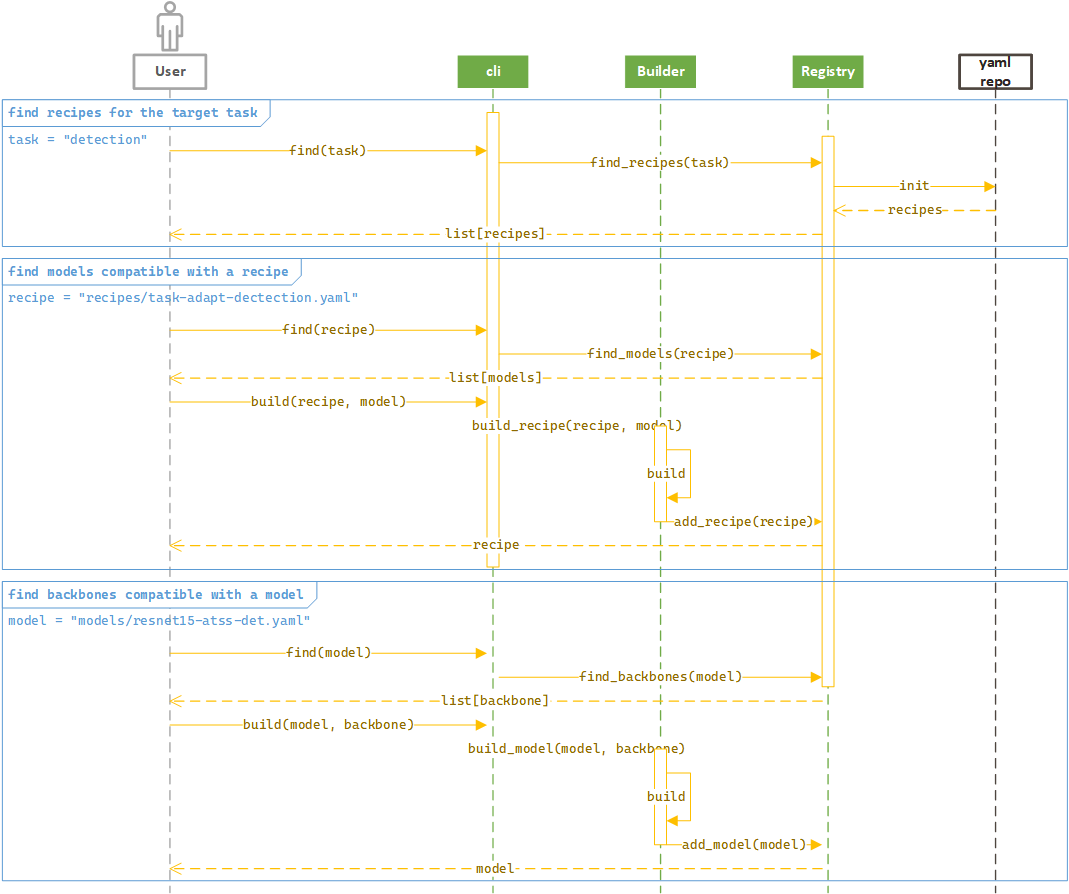 User
cli
Builder
Registry
yaml
repo
find recipes for the target task
task = "detection"
find(task)
find_recipes(task)
init
recipes
list[recipes]
find models compatible with a recipe
recipe = "recipes/task-adapt-dectection.yaml"
find(recipe)
find_models(recipe)
list[models]
build(recipe, model)
build_recipe(recipe, model)
build
add_recipe(recipe)
recipe
find backbones compatible with a model
model = "models/resnet15-atss-det.yaml"
find(model)
find_backbones(model)
list[backbone]
build(model, backbone)
build_model(model, backbone)
build
add_model(model)
model